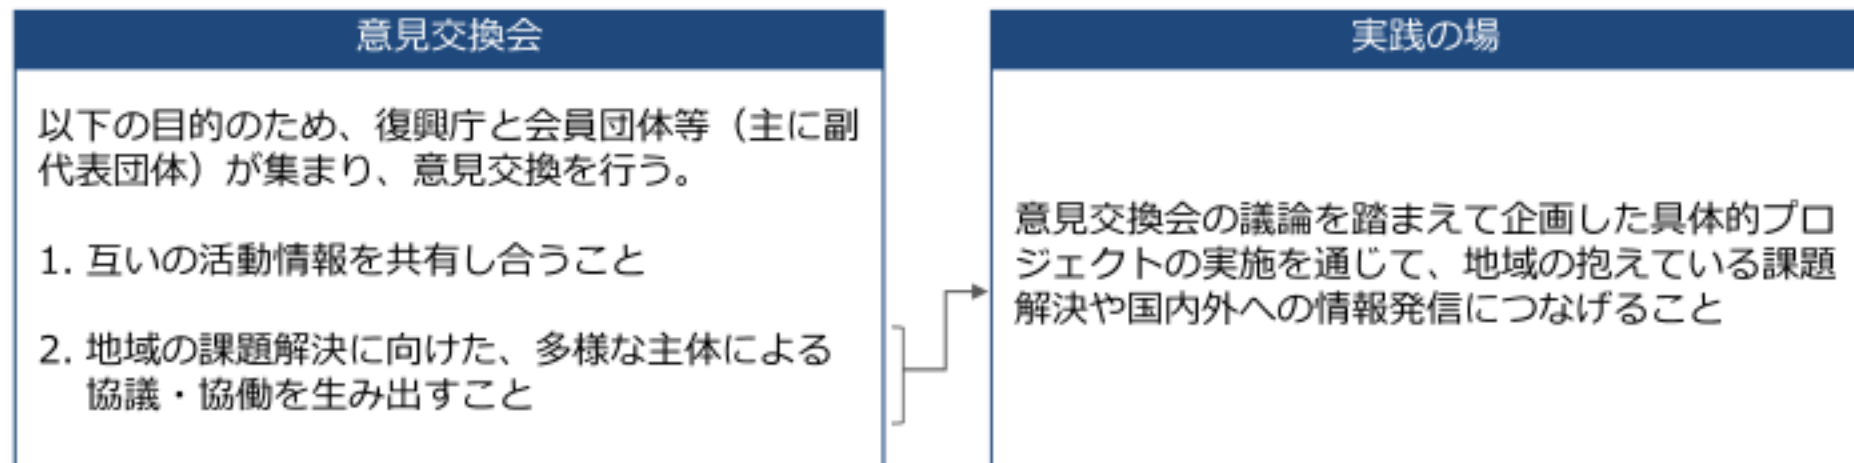 意見交換会
以下の目的のため、復興庁と会員団体等（主に副
代表団体）が集まり、意見交換を行う。
1. 互いの活動情報を共有し合うこと
2. 地域の課題解決に向けた、多様な主体による
協議・協働を生み出すこと
実践の場
意見交換会の議論を踏まえて企画した具体的プロ
ジェクトの実施を通じて、地域の抱えている課題
解決や国内外への情報発信につなげること